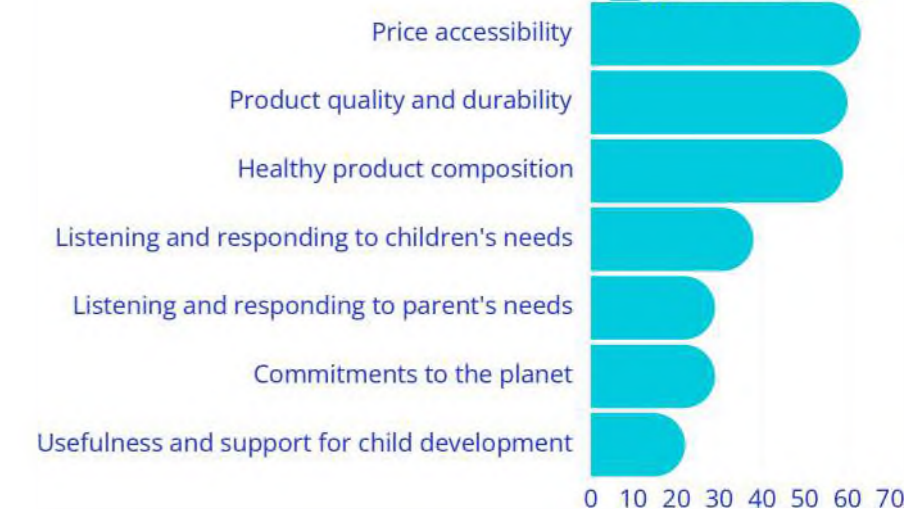 Price accessibility
Product quality and durability
Healthy product composition
Listening and responding to children's needs
Listening and responding to parent's needs
Commitments to the planet
Usefulness and support for child development
0 10 20 30 40 50 60 70